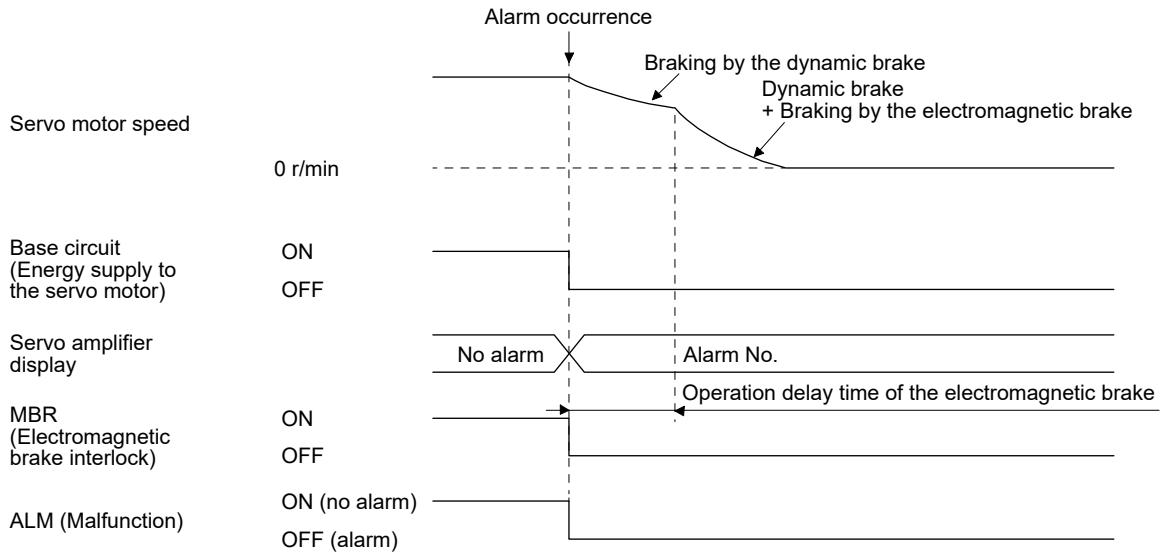 Alarm occurrence
Braking by the dynamic brake
Dynamic brake
+ Braking by the electromagnetic brake
Servo motor speed
0 r/min
Base circuit
(Energy supply to
the servo motor)
ON
OFF
Servo amplifier
display
No alarm
Alarm No.
Operation delay time of the electromagnetic brake
MBR
(Electromagnetic
brake interlock)
ON
OFF
ALM (Malfunction)
ON (no alarm)
OFF (alarm)